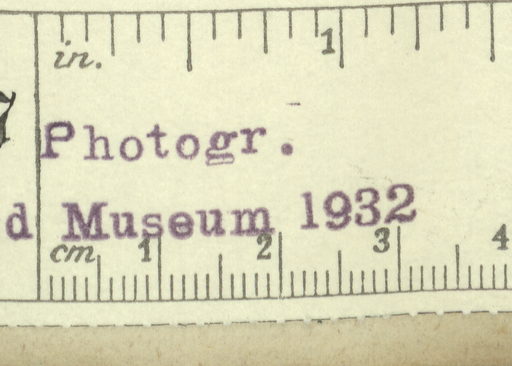 in. 1
Photogr.
d Museum 1932
cm 1 2 3 4